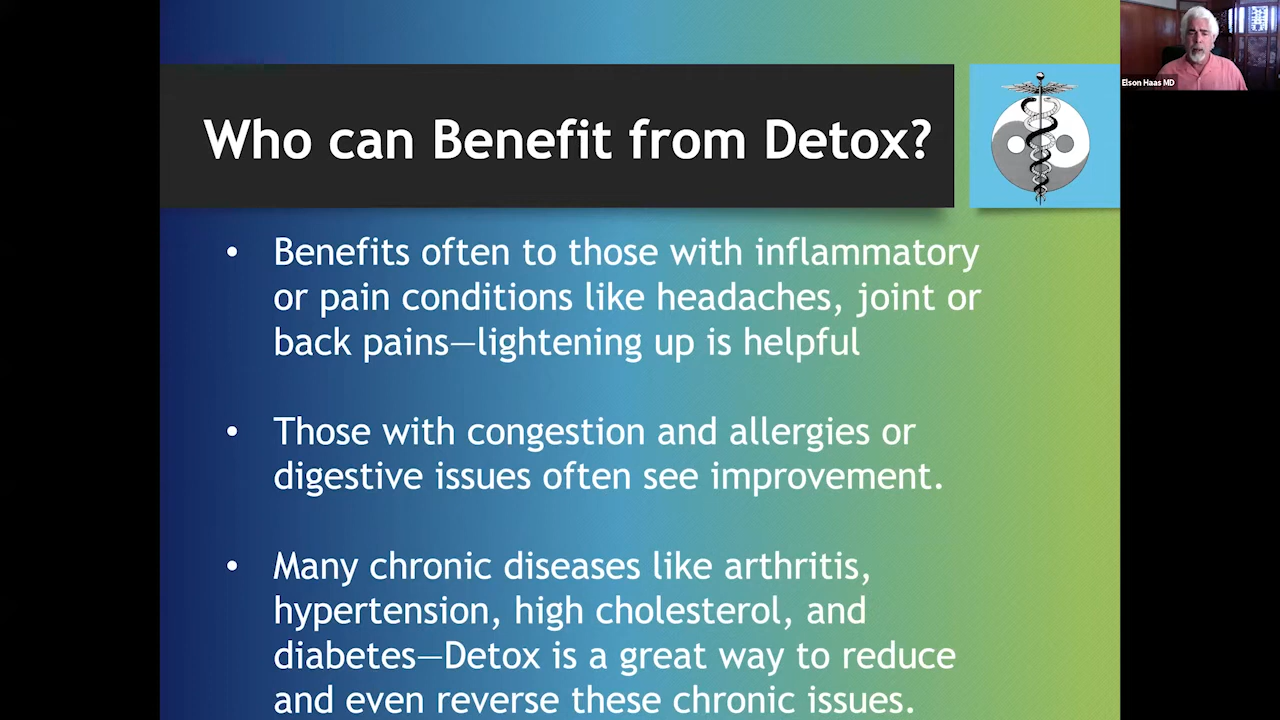 Who can Benefit from Detox?
Elson Haas MD
• Benefits often to those with inflammatory
or pain conditions like headaches, joint or
back pains—lightening up is helpful
• Those with congestion and allergies or
digestive issues often see improvement.
• Many chronic diseases like arthritis,
hypertension, high cholesterol, and
diabetes—Detox is a great way to reduce
and even reverse these chronic issues.